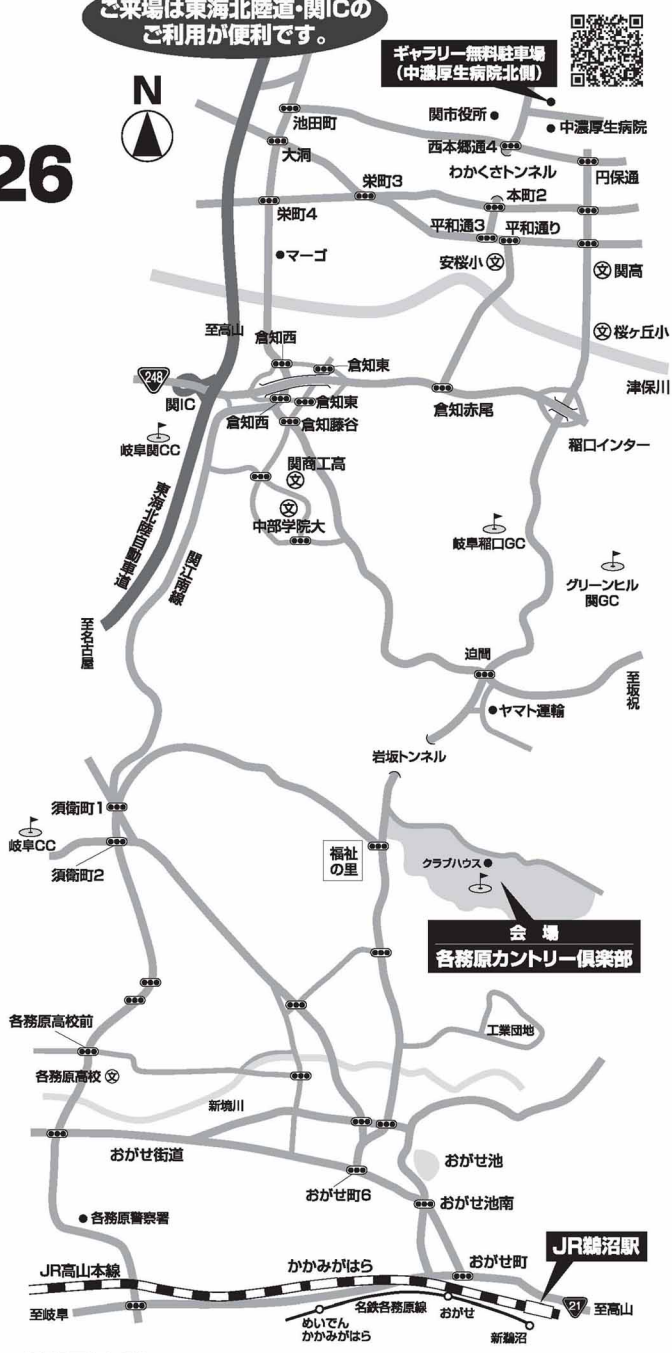 ご来場は東海北陸道・関ICの
ご利用が便利です。
ギャラリー無料駐車場
(中濃厚生病院北側)
N
26
池田町
関市役所
中濃厚生病院
大洞
西本郷通4
わかくさトンネル
円保通
栄町3
本町2
栄町4
平和通3
平和通り
マーゴ
安桜小
文
文
関高
文
桜ケ丘小
至高山
倉知西
倉知東
津保川
248
関IC
倉知西
倉知東
倉知赤尾
倉知藤谷
稲口インター
岐阜関CC
関商工高
文
文
中部学院大
岐阜稲口GC
東海北陸自動車道
関江南線
グリーンヒル
関GC
至名古屋
迫間
至坂祝
ヤマト運輸
岩坂トンネル
須衛町1
岐阜CC
須衛町2
福祉
の里
クラブハウス
会 場
各務原カントリー倶楽部
各務原高校前
工業団地
各務原高校
文
新境川
おがせ街道
おがせ池
おがせ町6
おがせ池南
各務原警察署
おがせ町
JR鵜沼駅
JR高山本線
かかみがはら
21
至岐阜
至高山
めいでん
かかみがはら
名鉄各務原線
おがせ
新鵜沼